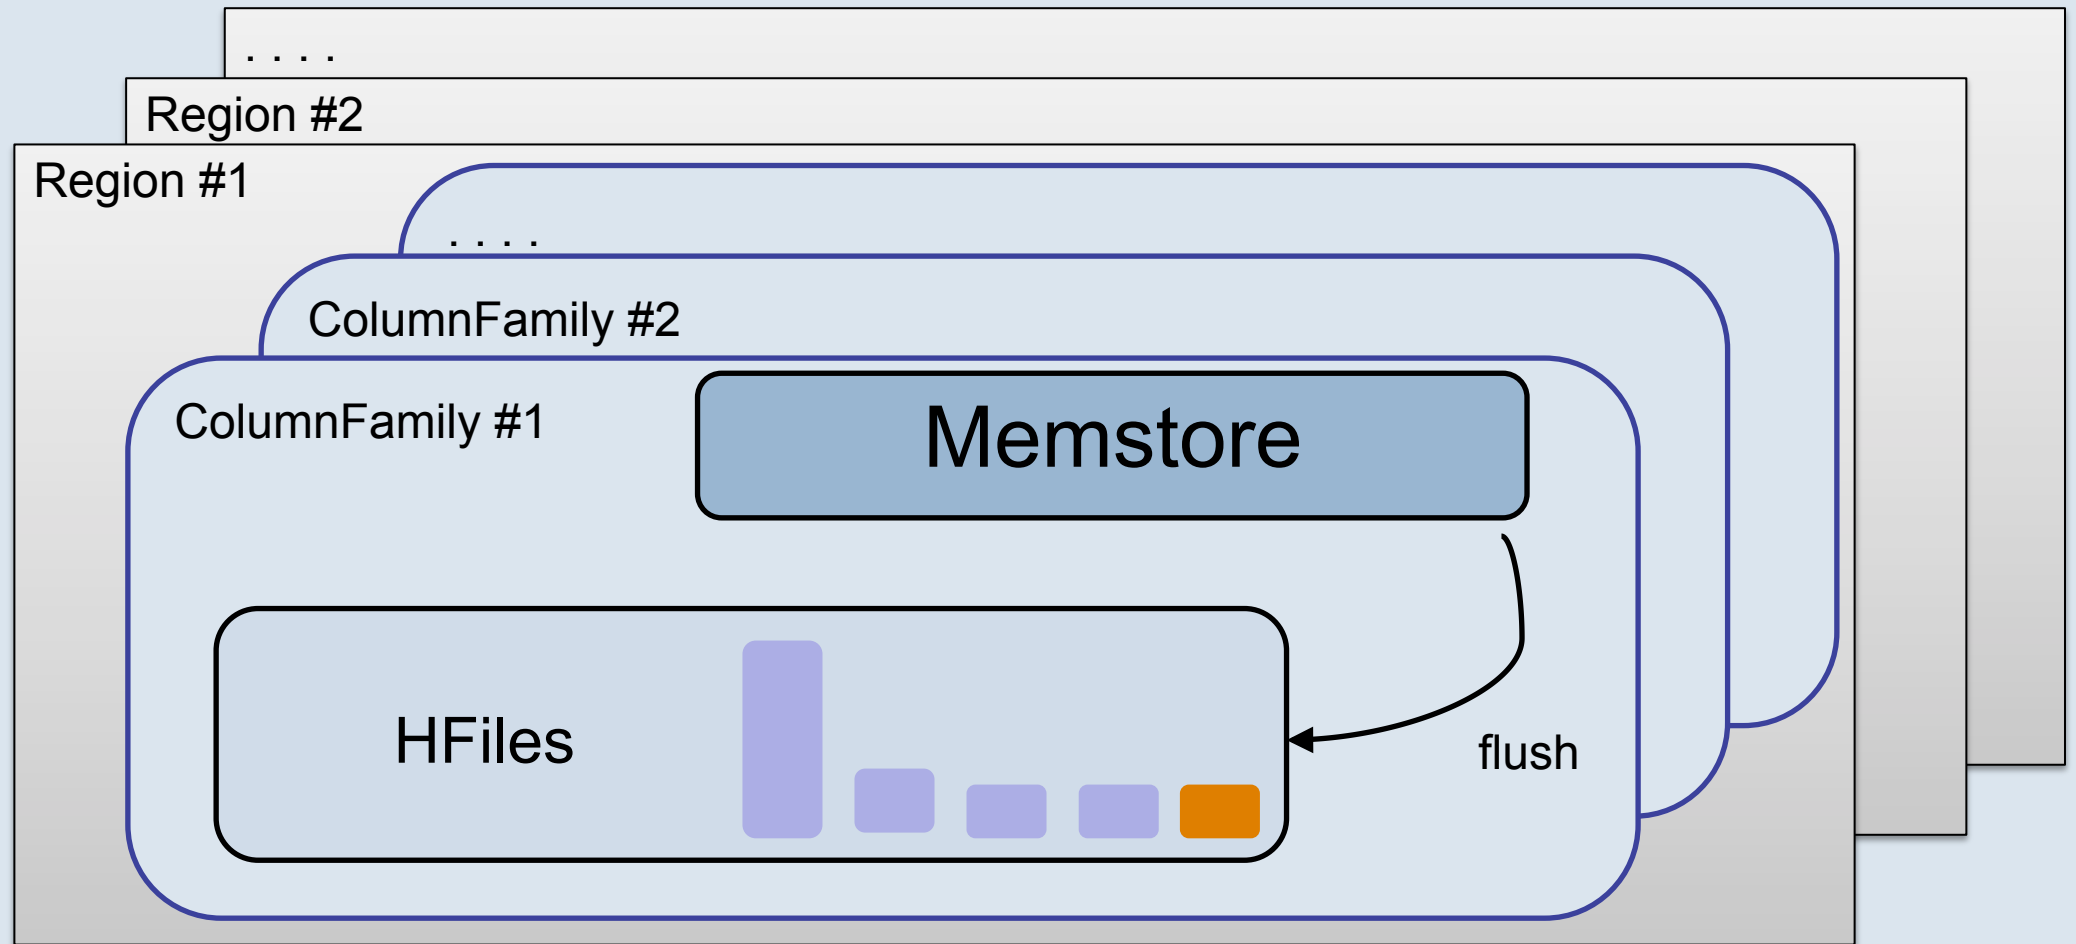 . . . .
Region #2
Region #1
. . . .
ColumnFamily #2
ColumnFamily #1
Memstore
HFiles
flush